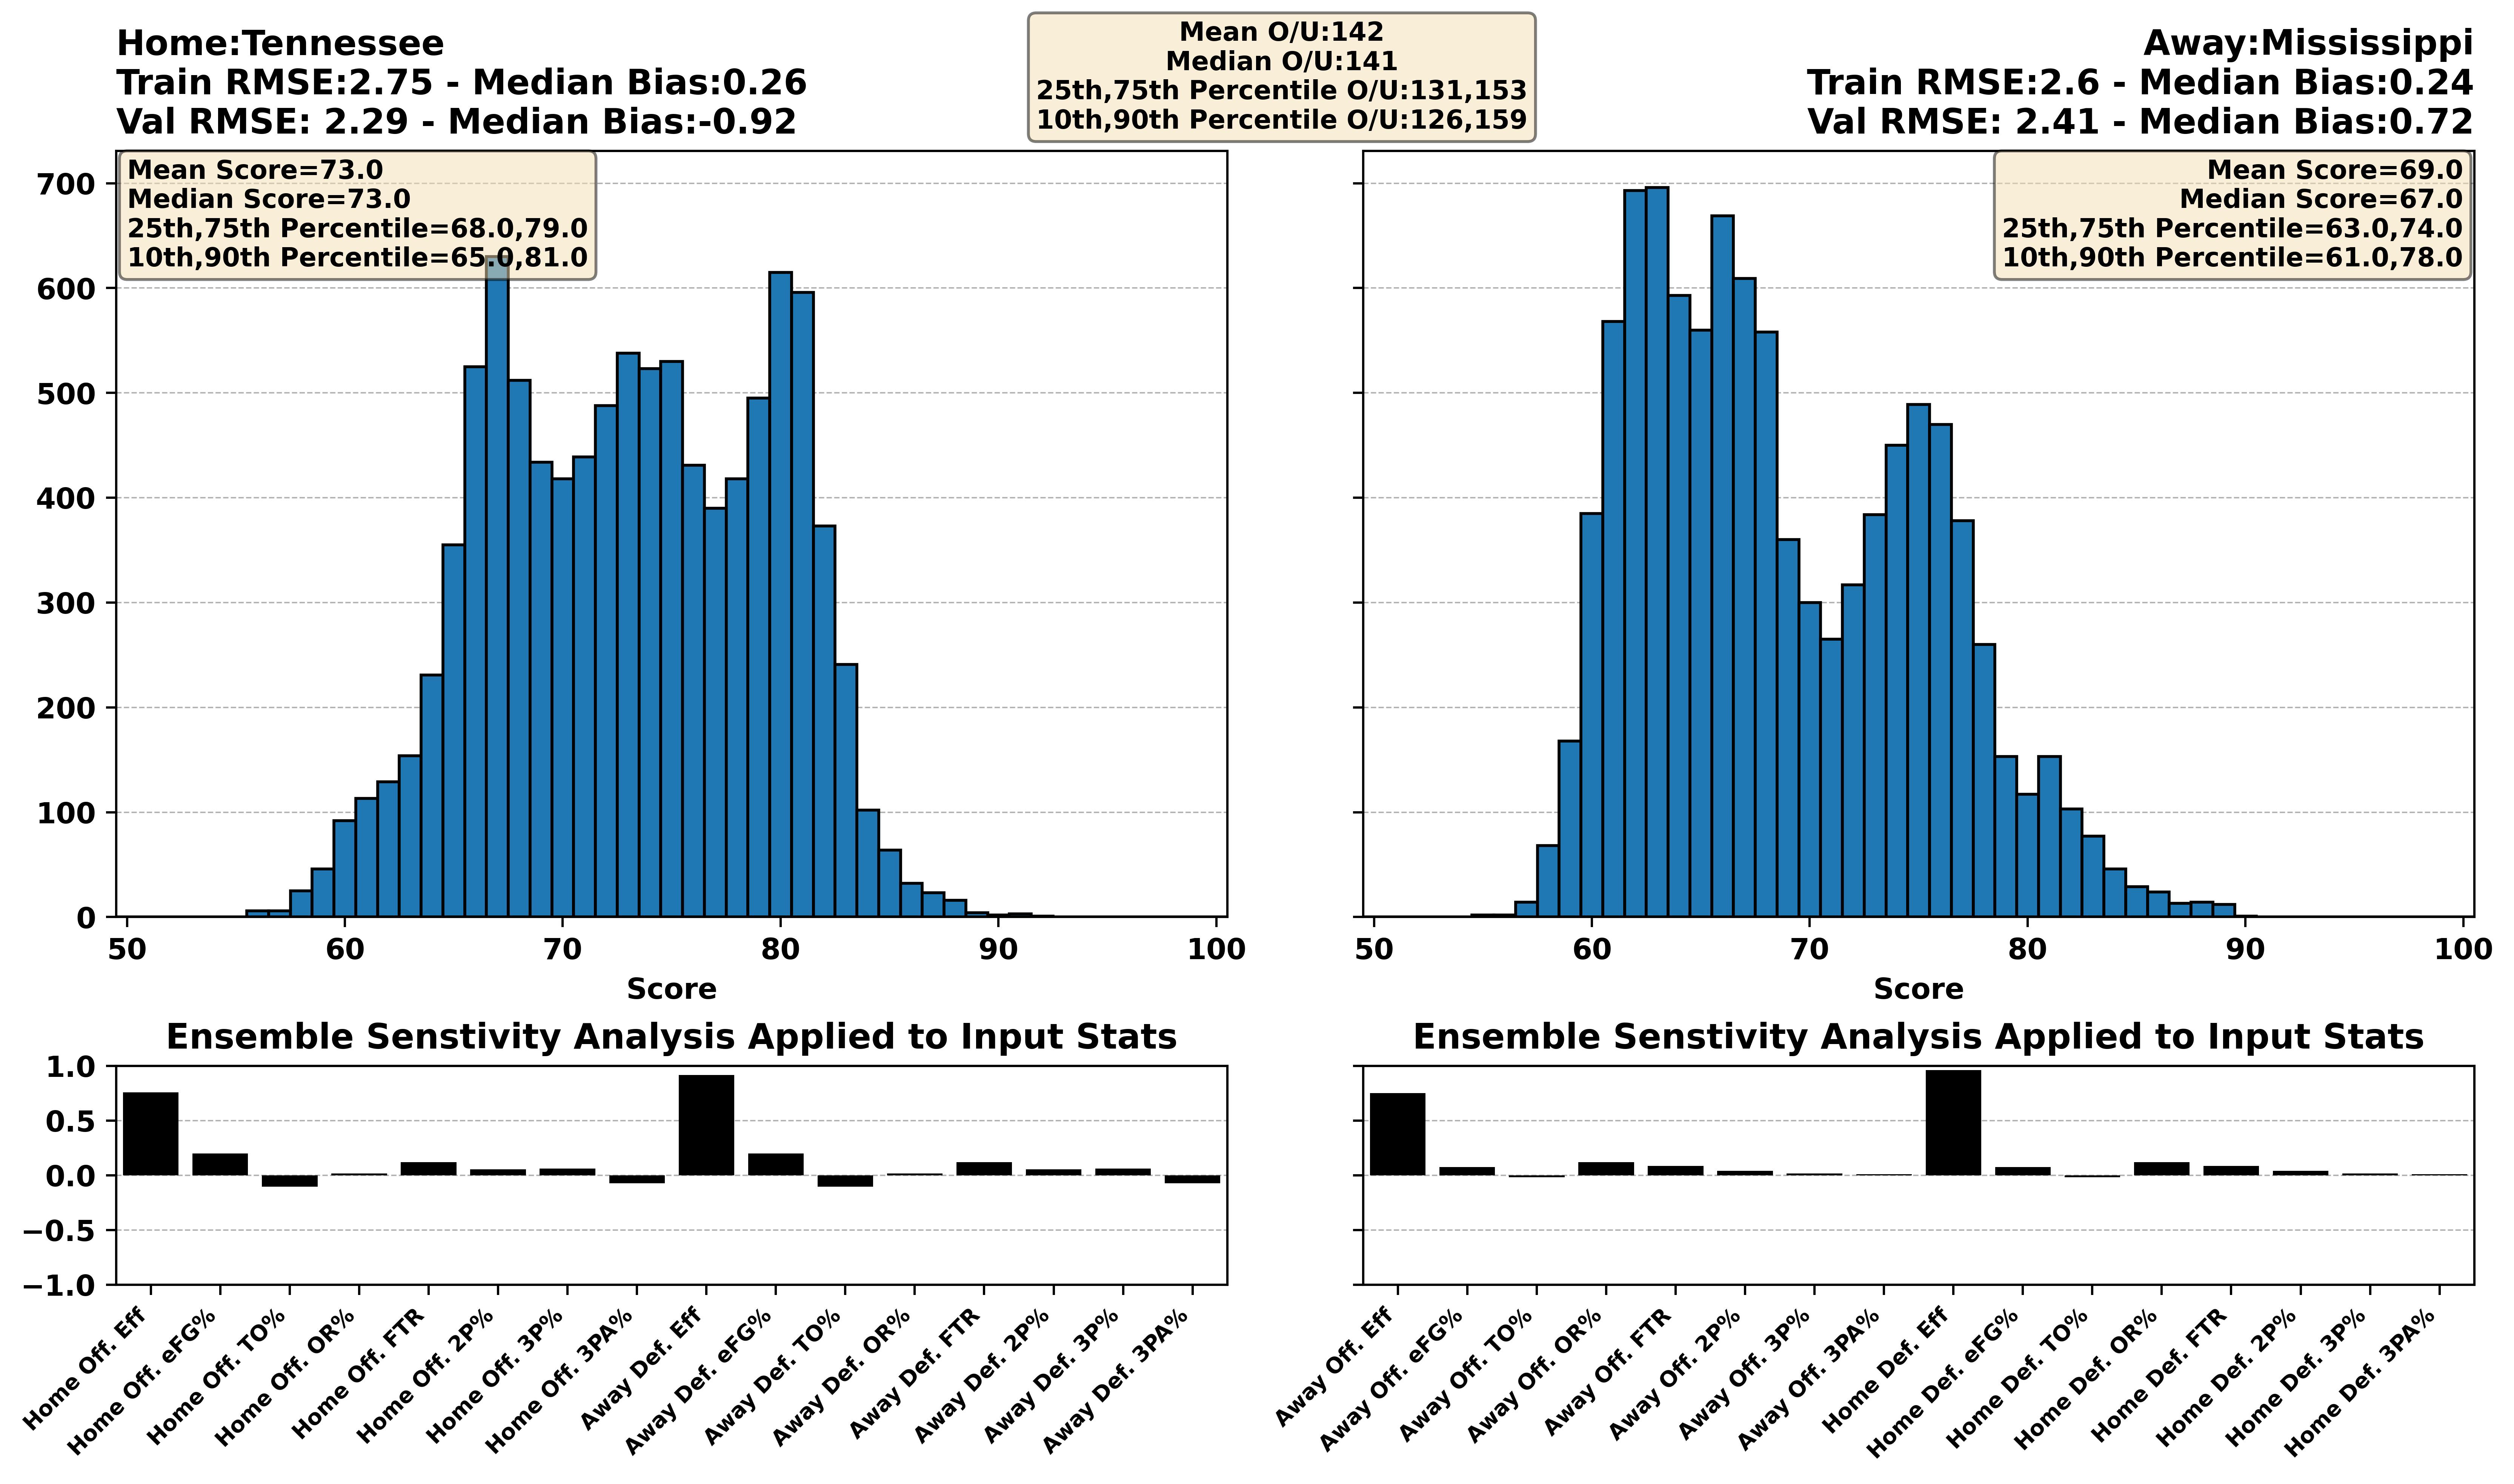 Home:Tennessee
Train RMSE:2.75 - Median Bias:0.26
Val RMSE: 2.29 - Median Bias:-0.92
Mean O/U:142
Median O/U:141
25th,75th Percentile O/U:131,153
10th,90th Percentile O/U:126,159
Away:Mississippi
Train RMSE:2.6 - Median Bias:0.24
Val RMSE: 2.41 - Median Bias:0.72
Mean Score=73.0
Median Score=73.0
25th,75th Percentile=68.0,79.0
10th,90th Percentile=65.0,81.0
700
600
500
400
300
200
100
0
50 60 70 80 90 100
Score
Mean Score=69.0
Median Score=67.0
25th,75th Percentile=63.0,74.0
10th,90th Percentile=61.0,78.0
50 60 70 80 90 100
Score
Ensemble Senstivity Analysis Applied to Input Stats
1.0
0.5
0.0
−0.5
−1.0
Home Off. Eff
Home Off. eFG%
Home Off. TO%
Home Off. OR%
Home Off. FTR
Home Off. 2P%
Home Off. 3P%
Home Off. 3PA%
Away Def. Eff
Away Def. eFG%
Away Def. TO%
Away Def. OR%
Away Def. FTR
Away Def. 2P%
Away Def. 3P%
Away Def. 3PA%
Ensemble Senstivity Analysis Applied to Input Stats
Away Off. Eff
Away Off. eFG%
Away Off. TO%
Away Off. OR%
Away Off. FTR
Away Off. 2P%
Away Off. 3P%
Away Off. 3PA%
Home Def. Eff
Home Def. eFG%
Home Def. TO%
Home Def. OR%
Home Def. FTR
Home Def. 2P%
Home Def. 3P%
Home Def. 3PA%